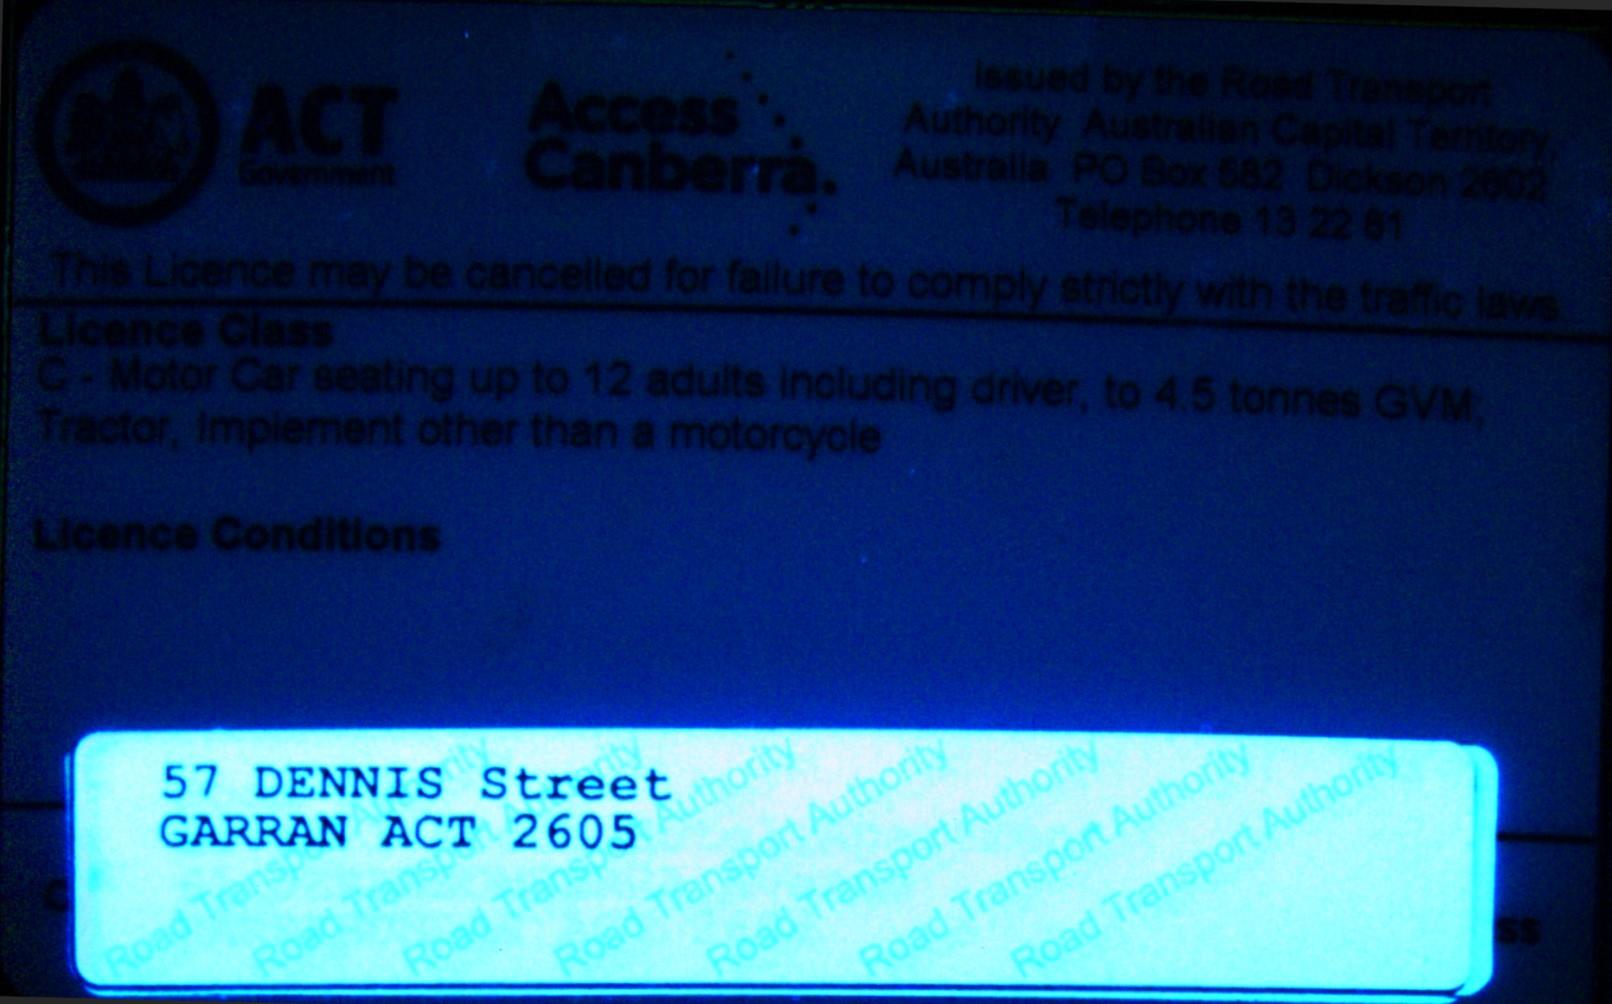 ACT
Government
Access
Canberra.
Issued by the Road Transport
Authority Australian Capital Territory,
Australia PO Box 582 Dickson 2602
Telephone 13 22 81
This Licence may be cancelled for failure to comply strictly with the traffic laws
Licence Class
C - Motor Car seating up to 12 adults including driver, to 4.5 tonnes GVM;
Tractor, Implement other than a motorcycle
Licence Conditions
57 DENNIS Street
GARRAN ACT 2605
Road Transport Authority
Road Transport Authority
Road Transport Authority
Road Transport Authority
Road Transport Authority
Road Transport Authority
Road Transport Authority